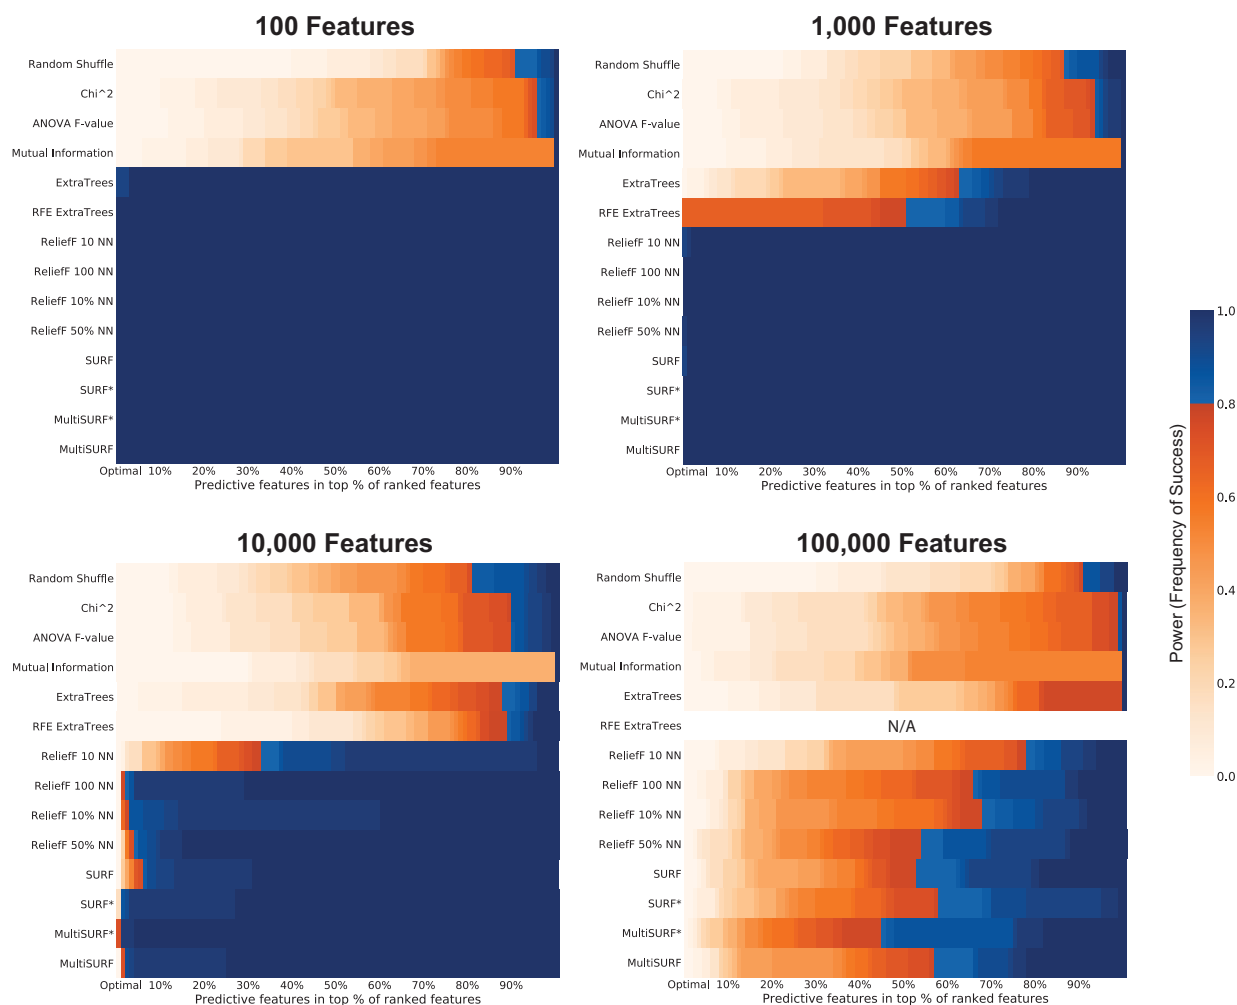 100 Features
Random Shuffle
Chi^2
ANOVA F-value
Mutual Information
ExtraTrees
RFE ExtraTrees
ReliefF 10 NN
ReliefF 100 NN
ReliefF 10% NN
ReliefF 50% NN
SURF
SURF*
MultiSURF*
MultiSURF
Optimal 10% 20% 30% 40% 50% 60% 70% 80% 90%
Predictive features in top % of ranked features
1,000 Features
Random Shuffle
Chi^2
ANOVA F-value
Mutual Information
ExtraTrees
RFE ExtraTrees
ReliefF 10 NN
ReliefF 100 NN
ReliefF 10% NN
ReliefF 50% NN
SURF
SURF*
MultiSURF*
MultiSURF
Optimal 10% 20% 30% 40% 50% 60% 70% 80% 90%
Predictive features in top % of ranked features
10,000 Features
Random Shuffle
Chi^2
ANOVA F-value
Mutual Information
ExtraTrees
RFE ExtraTrees
ReliefF 10 NN
ReliefF 100 NN
ReliefF 10% NN
ReliefF 50% NN
SURF
SURF*
MultiSURF*
MultiSURF
Optimal 10% 20% 30% 40% 50% 60% 70% 80% 90%
Predictive features in top % of ranked features
100,000 Features
Random Shuffle
Chi^2
ANOVA F-value
Mutual Information
ExtraTrees
RFE ExtraTrees
N/A
ReliefF 10 NN
ReliefF 100 NN
ReliefF 10% NN
ReliefF 50% NN
SURF
SURF*
MultiSURF*
MultiSURF
Optimal 10% 20% 30% 40% 50% 60% 70% 80% 90%
Predictive features in top % of ranked features
Power (Frequency of Success)
1.0
0.8
0.6
0.4
0.2
0.0